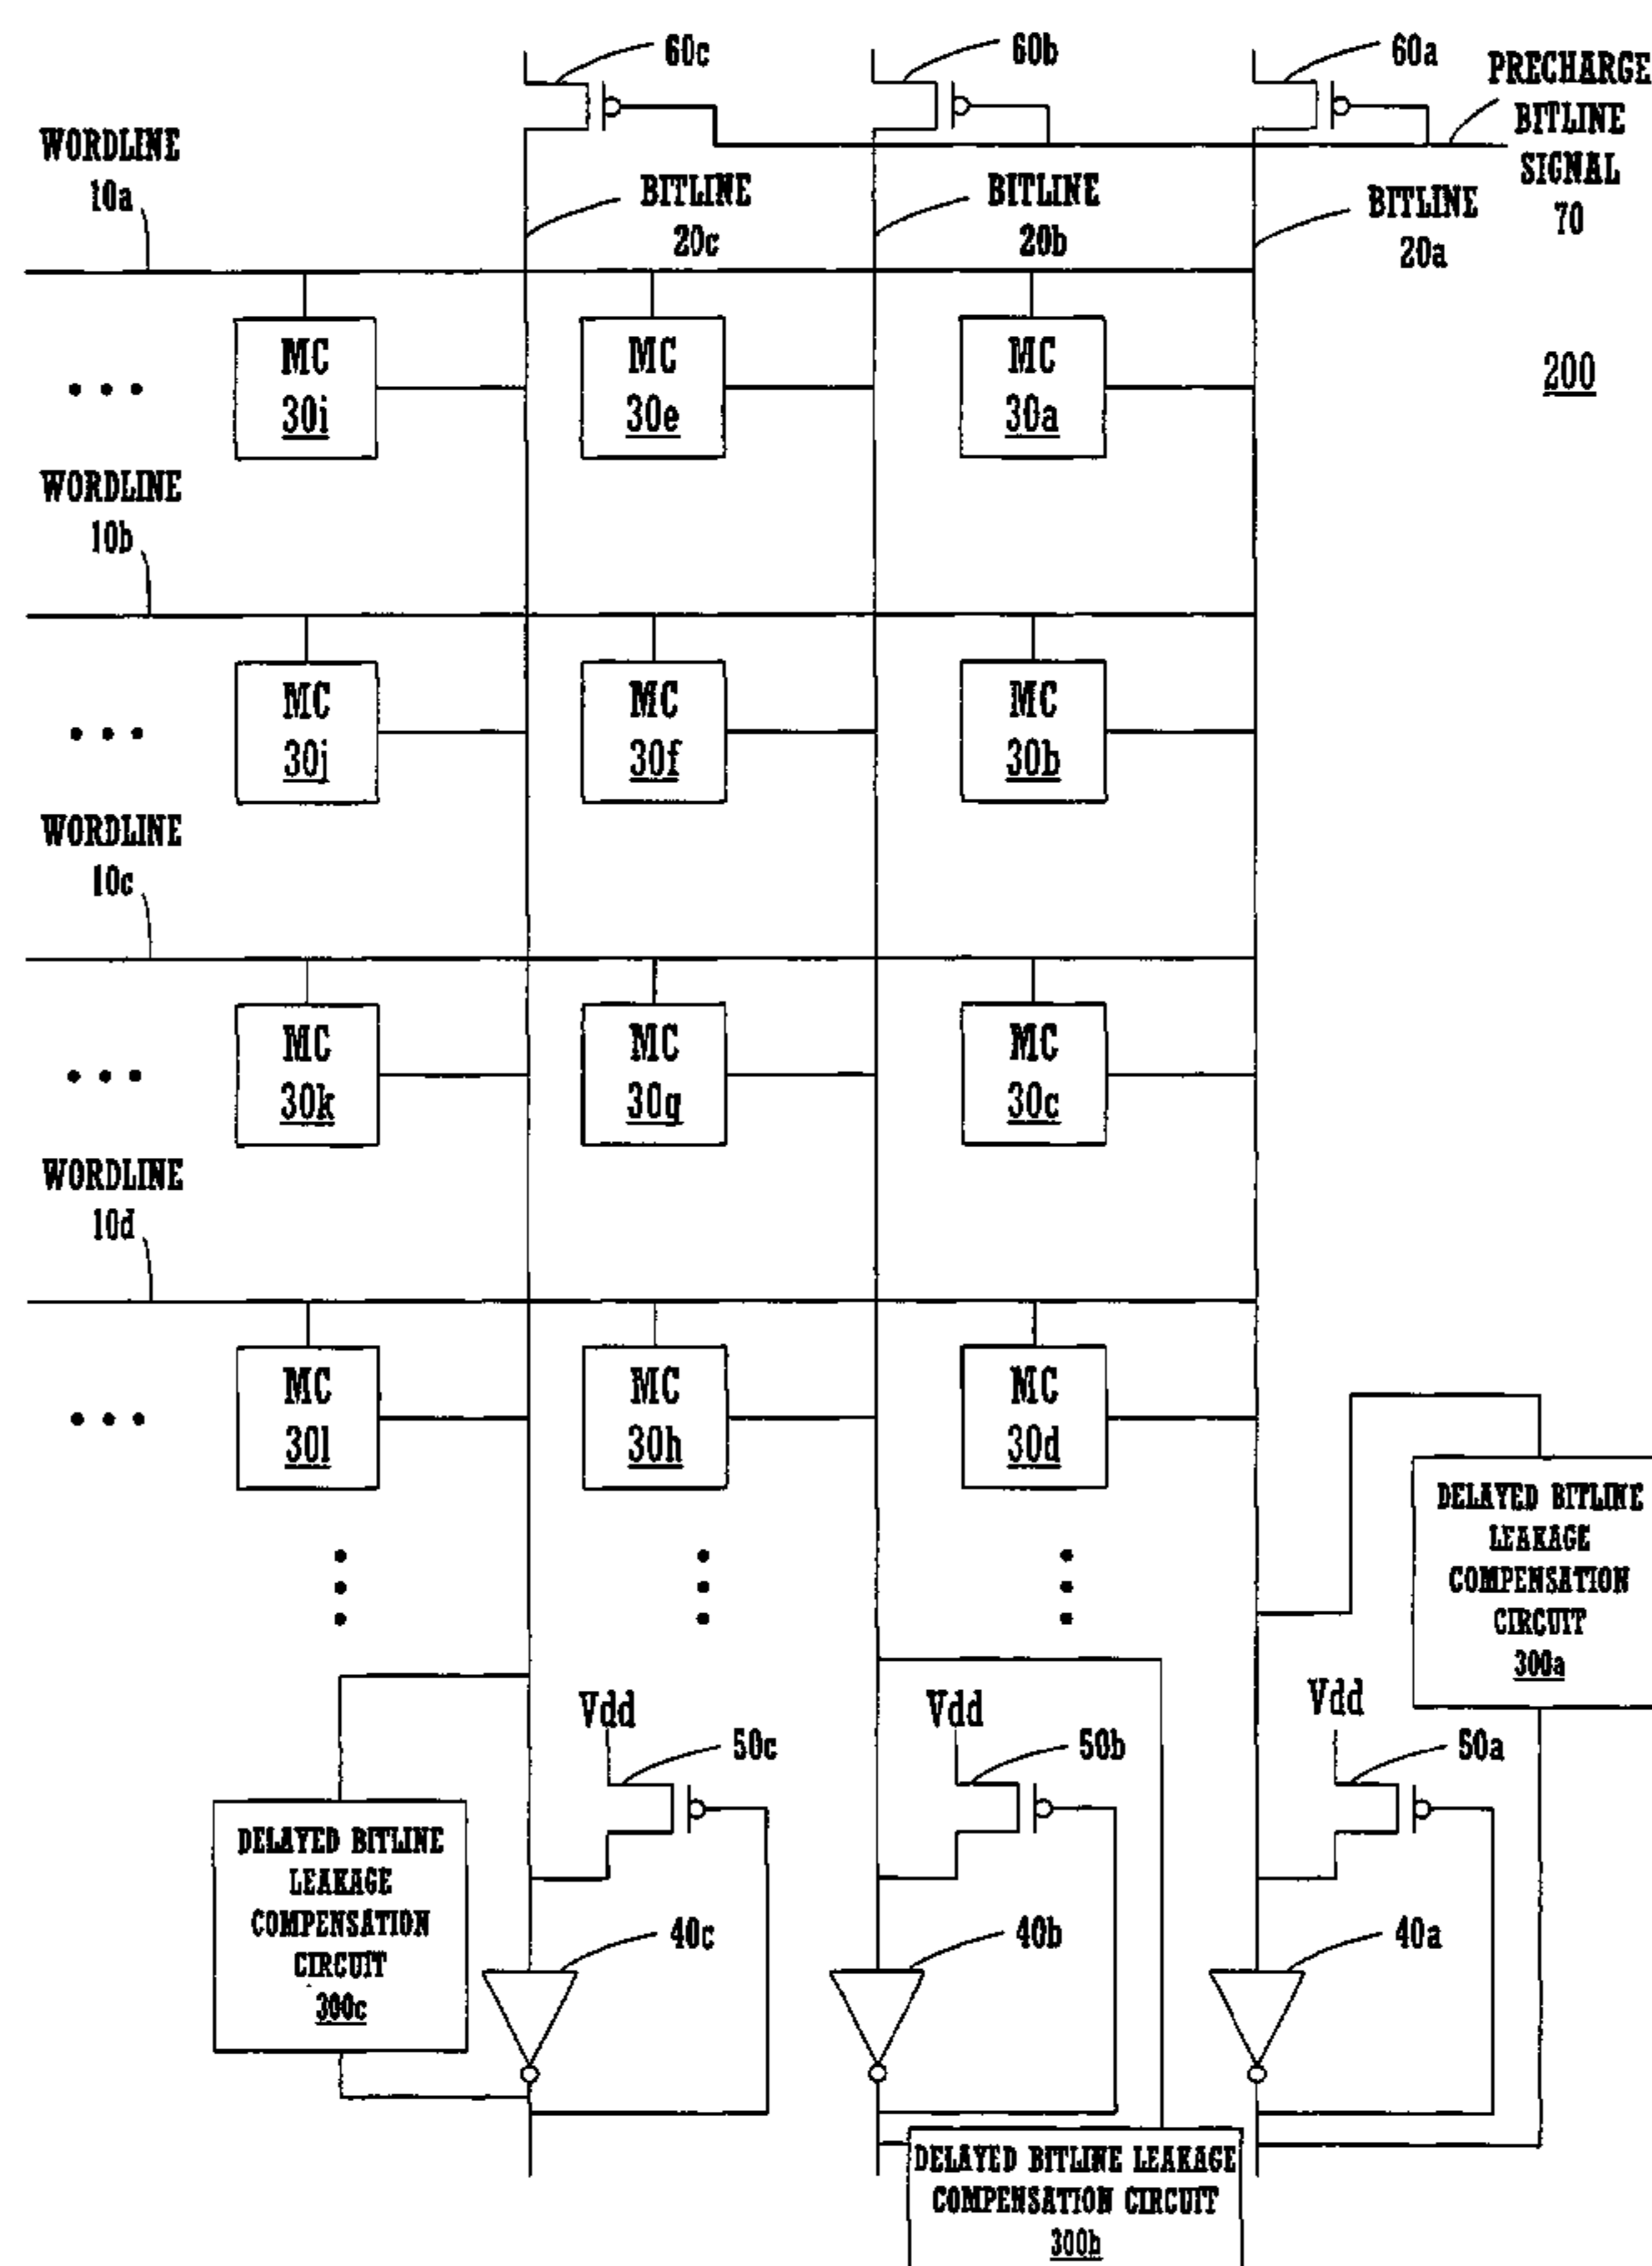 60c
60b
60a
PRECHARGE
BITLINE
SIGNAL
70
WORDLINE
10a
BITLINE
20c
BITLINE
20b
BITLINE
20a
MC
30i
MC
30e
MC
30a
200
WORDLINE
10b
MC
30j
MC
30f
MC
30b
WORDLINE
10c
MC
30k
MC
30g
MC
30c
WORDLINE
10d
MC
30l
MC
30h
MC
30d
DELAYED BITLINE
LEAKAGE
COMPENSATION
CIRCUIT
300a
Vdd
50c
Vdd
50b
Vdd
50a
DELAYED BITLINE
LEAKAGE
COMPENSATION
CIRCUIT
300c
40c
40b
40a
DELAYED BITLINE LEAKAGE
COMPENSATION CIRCUIT
300b